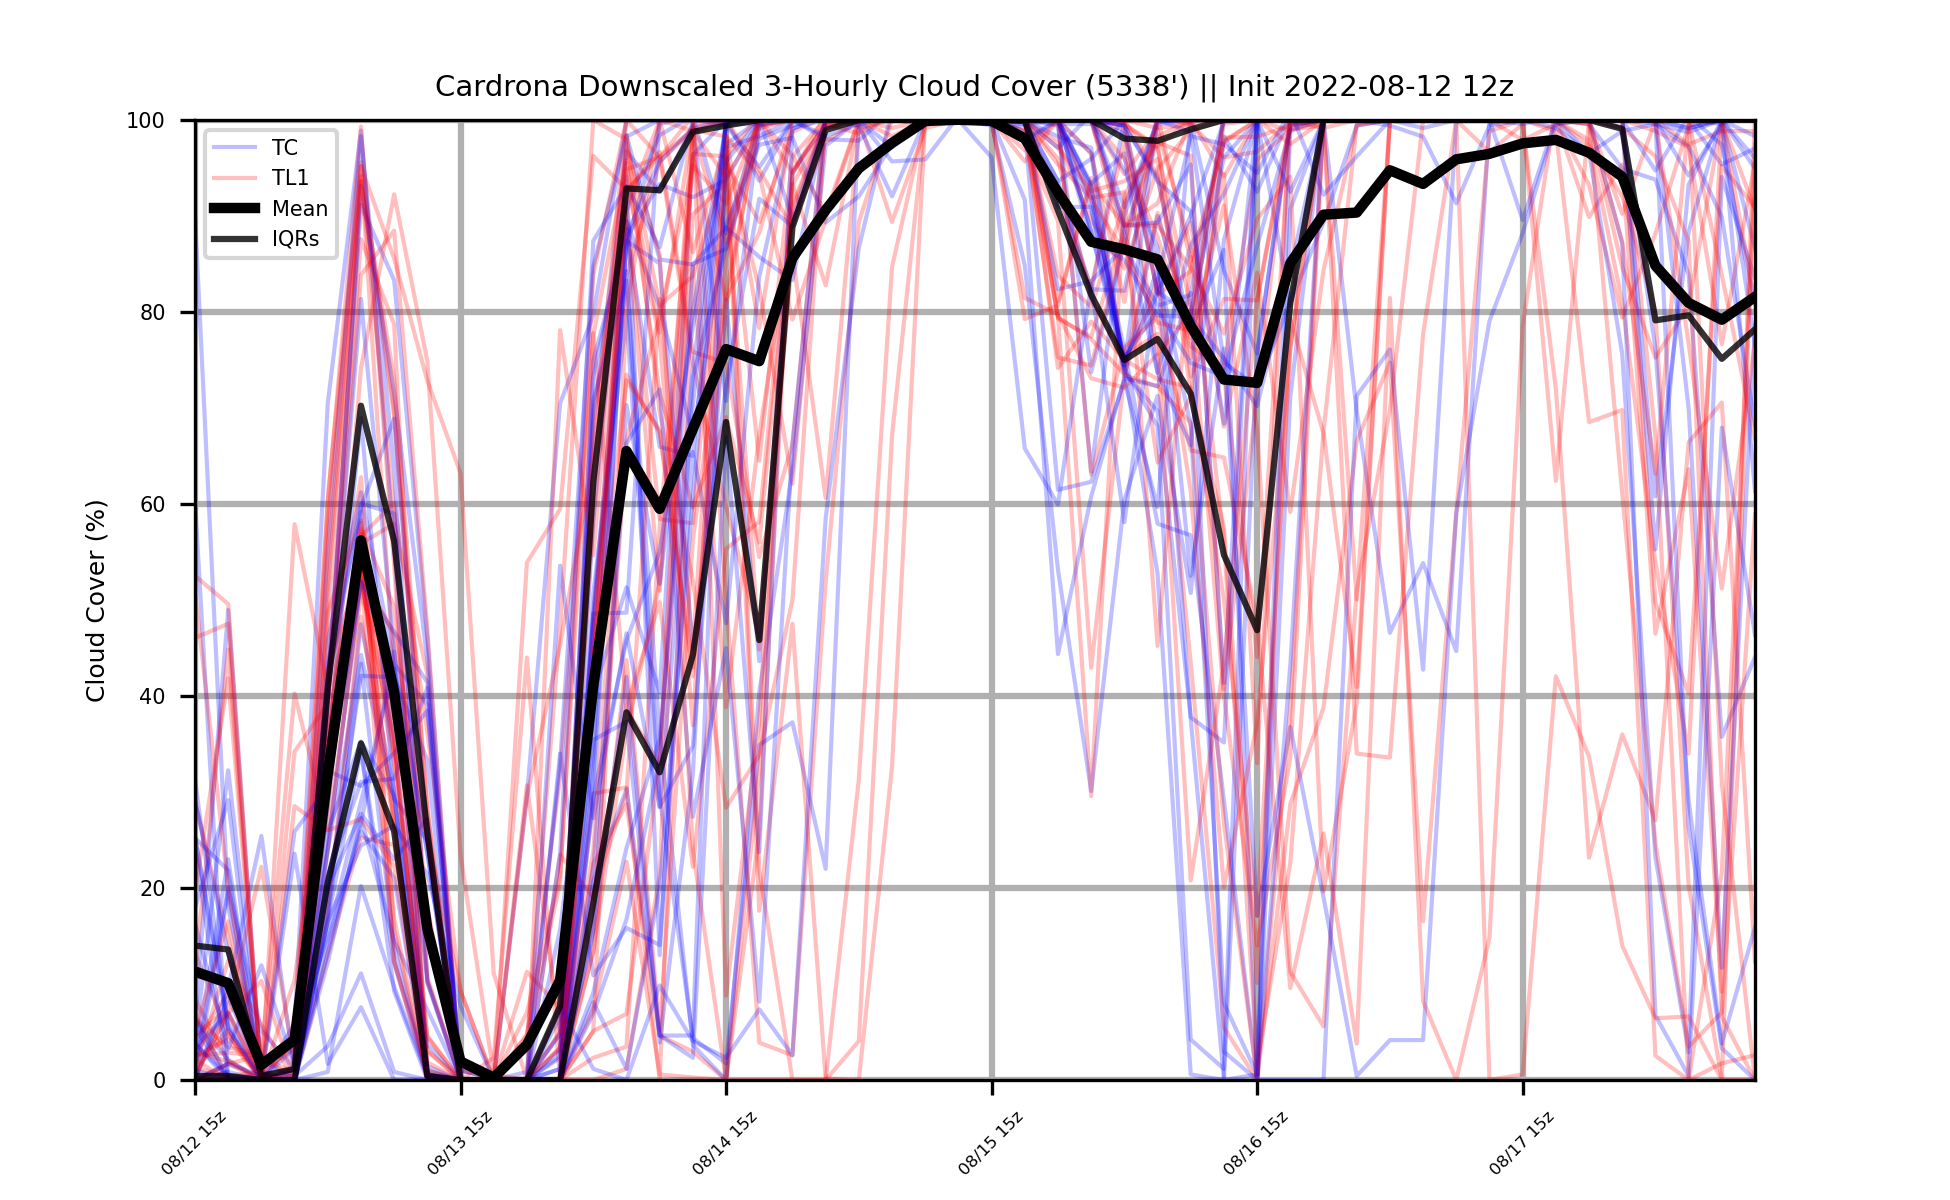 Cardrona Downscaled 3-Hourly Cloud Cover (5338') || Init 2022-08-12 12z
TC
TL1
Mean
IQRs
Cloud Cover (%)
100
80
60
40
20
0
08/12 15z
08/13 15z
08/14 15z
08/15 15z
08/16 15z
08/17 15z